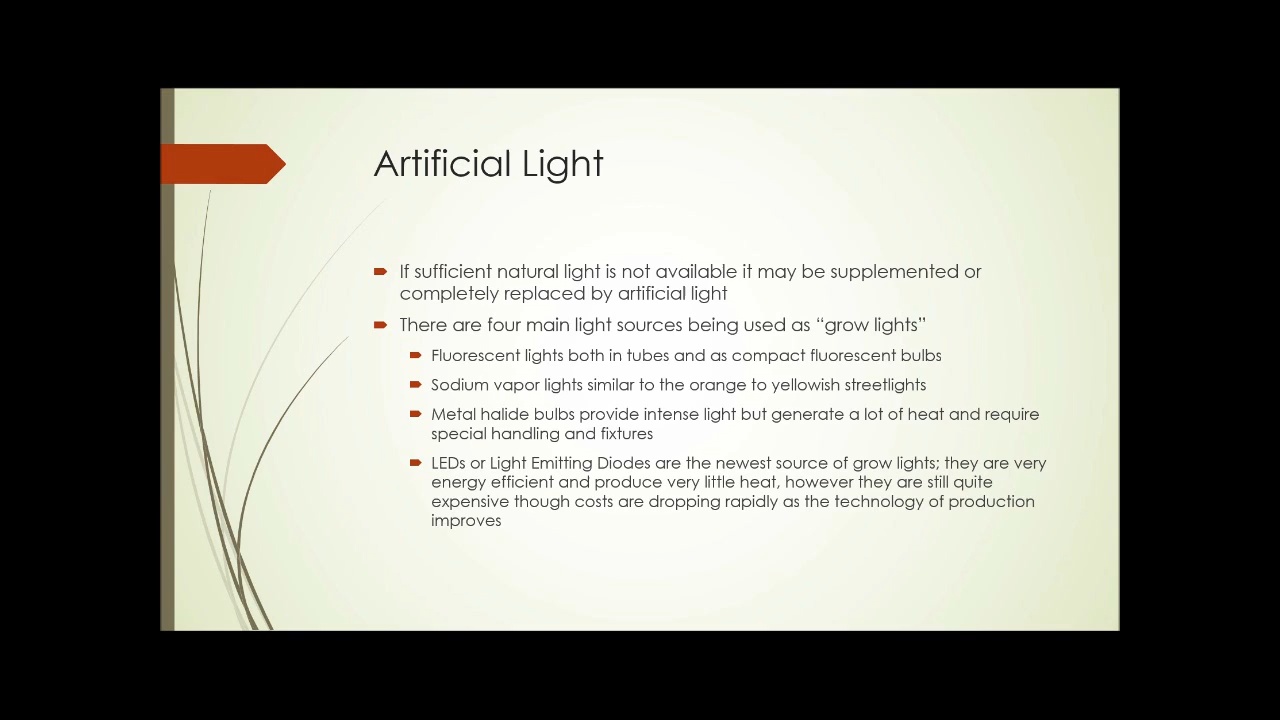 Artificial Light
If sufficient natural light is not available it may be supplemented or
completely replaced by artificial light
There are four main light sources being used as “grow lights”
Fluorescent lights both in tubes and as compact fluorescent bulbs
Sodium vapor lights similar to the orange to yellowish streetlights
Metal halide bulbs provide intense light but generate a lot of heat and require
special handling and fixtures
LEDs or Light Emitting Diodes are the newest source of grow lights; they are very
energy efficient and produce very little heat, however they are still quite
expensive though costs are dropping rapidly as the technology of production
improves